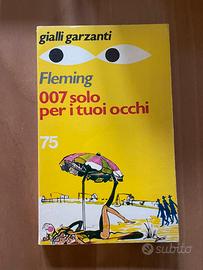 gialli garzanti
Fleming
007 solo
per i tuoi occhi
75
subito